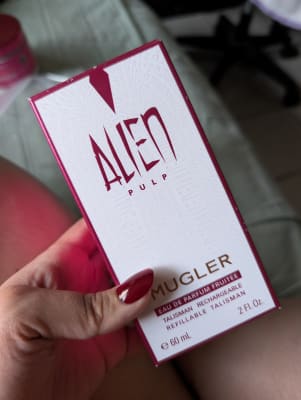 ALIEN
PULP
MUGLER
EAU DE PARFUM FRUITÉE
TALISMAN RECHARGEABLE
REFILLABLE TALISMAN
℮ 60 mL 2 Fl.Oz.